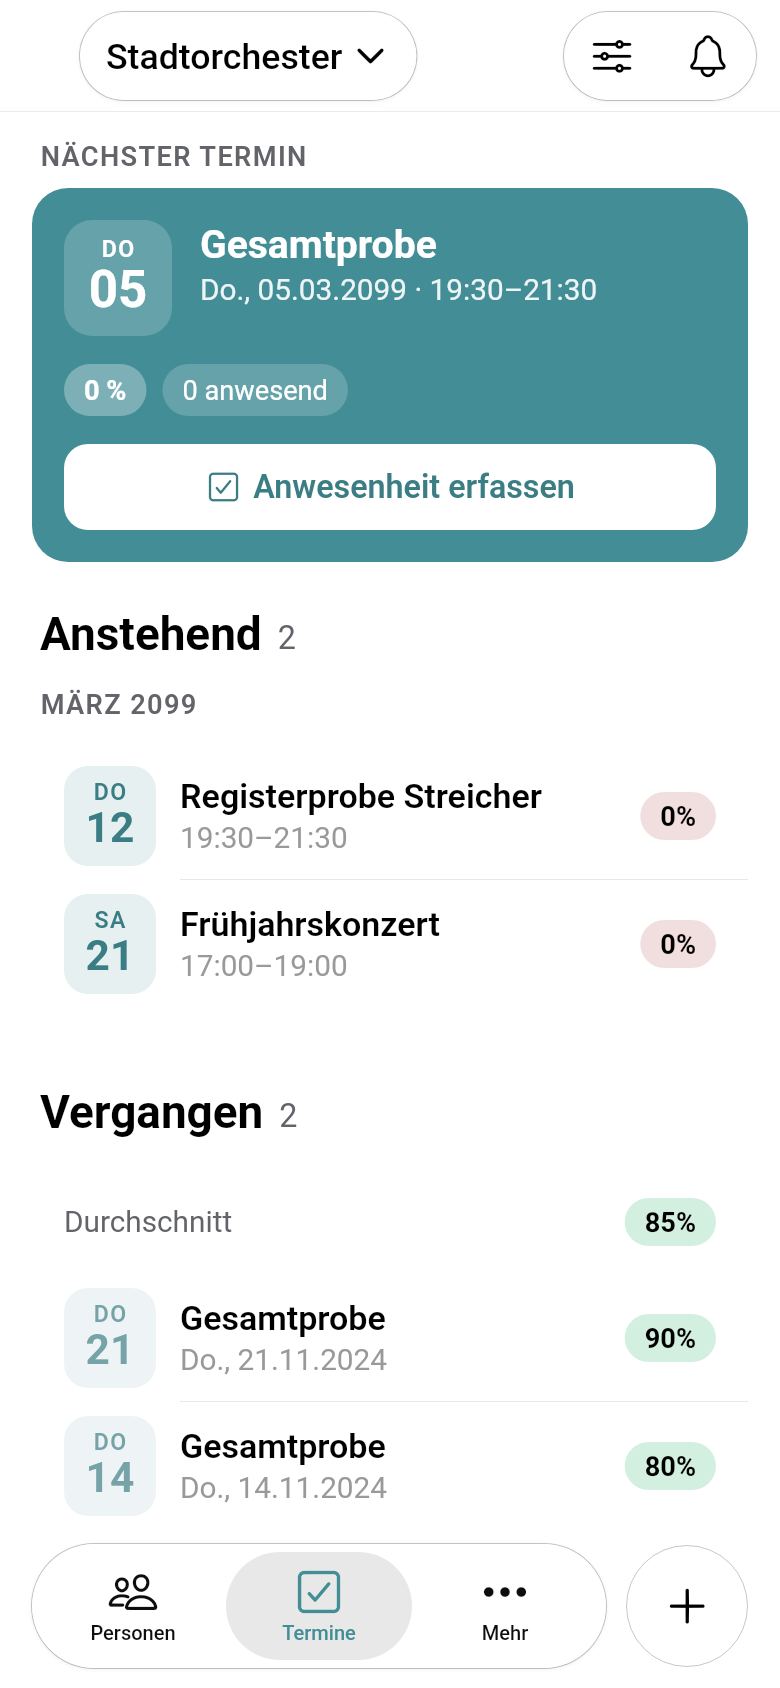 Stadtorchester
NÄCHSTER TERMIN
DO
05
Gesamtprobe
Do., 05.03.2099 · 19:30–21:30
0 %
0 anwesend
Anwesenheit erfassen
Anstehend 2
MÄRZ 2099
DO
12
Registerprobe Streicher
19:30–21:30
0%
SA
21
Frühjahrskonzert
17:00–19:00
0%
Vergangen 2
Durchschnitt
85%
DO
21
Gesamtprobe
Do., 21.11.2024
90%
DO
14
Gesamtprobe
Do., 14.11.2024
80%
Personen
Termine
Mehr